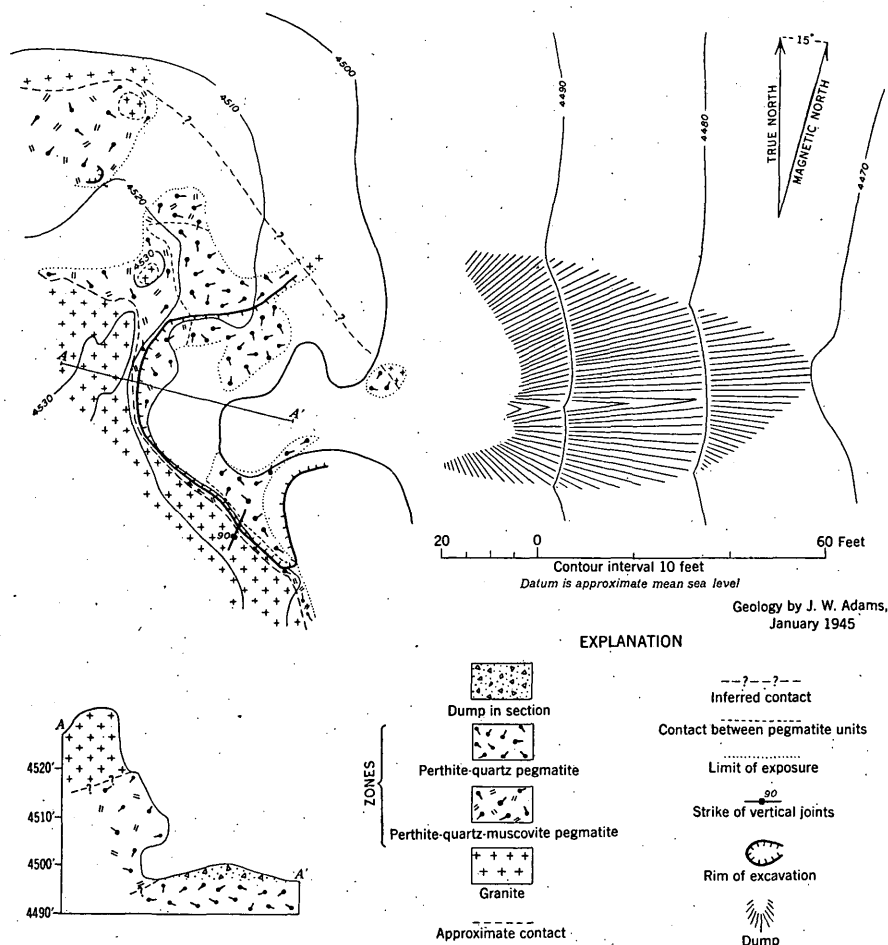 4500
4510
4490
4480
4470
15°
TRUE NORTH
MAGNETIC NORTH
4520
4530
A
4530
A'
90
20 0 60 Feet
Contour interval 10 feet
Datum is approximate mean sea level
Geology by J. W. Adams,
January 1945
EXPLANATION
A
4520'
4510'
4500'
4490'
A'
ZONES
Dump in section
Perthite-quartz pegmatite
Perthite-quartz-muscovite pegmatite
Granite
Approximate contact
--?--?--
Inferred contact
Contact between pegmatite units
Limit of exposure
90
Strike of vertical joints
Rim of excavation
Dump
?
?
?
?
?